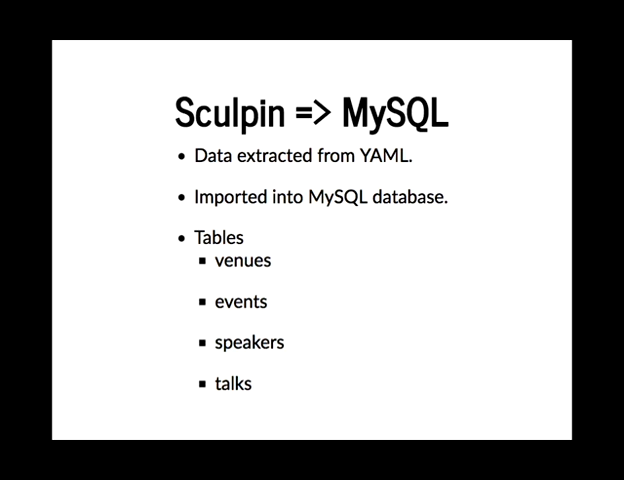 Sculpin => MySQL
• Data extracted from YAML.
• Imported into MySQL database.
• Tables
▪ venues
▪ events
▪ speakers
▪ talks